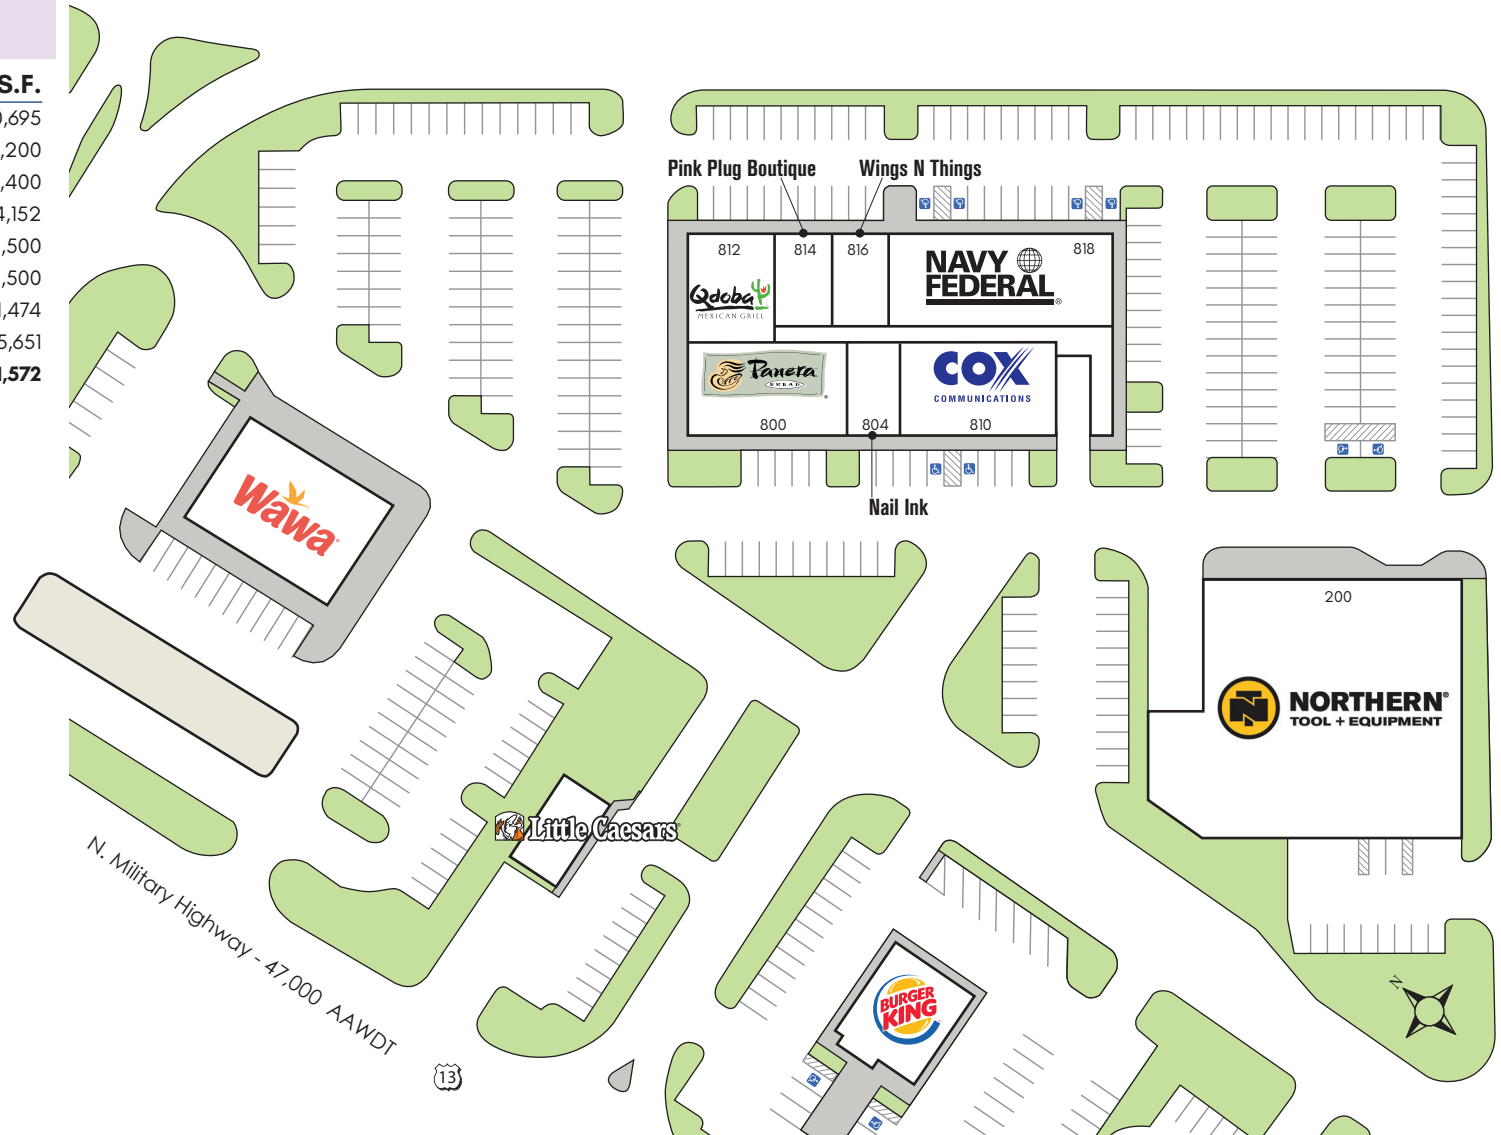 S.F.
,695
,200
,400
,152
,500
,500
,474
5,651
,572
Pink Plug Boutique
Wings N Things
812
814
816
818
Qdoba
MEXICAN GRILL
NAVY
FEDERAL
Panera
BREAD
COX
COMMUNICATIONS
800
804
810
Nail Ink
Wawa
200
NORTHERN
TOOL + EQUIPMENT
Little Caesars
N. Military Highway - 47,000 AAWDT
13
BURGER
KING
N